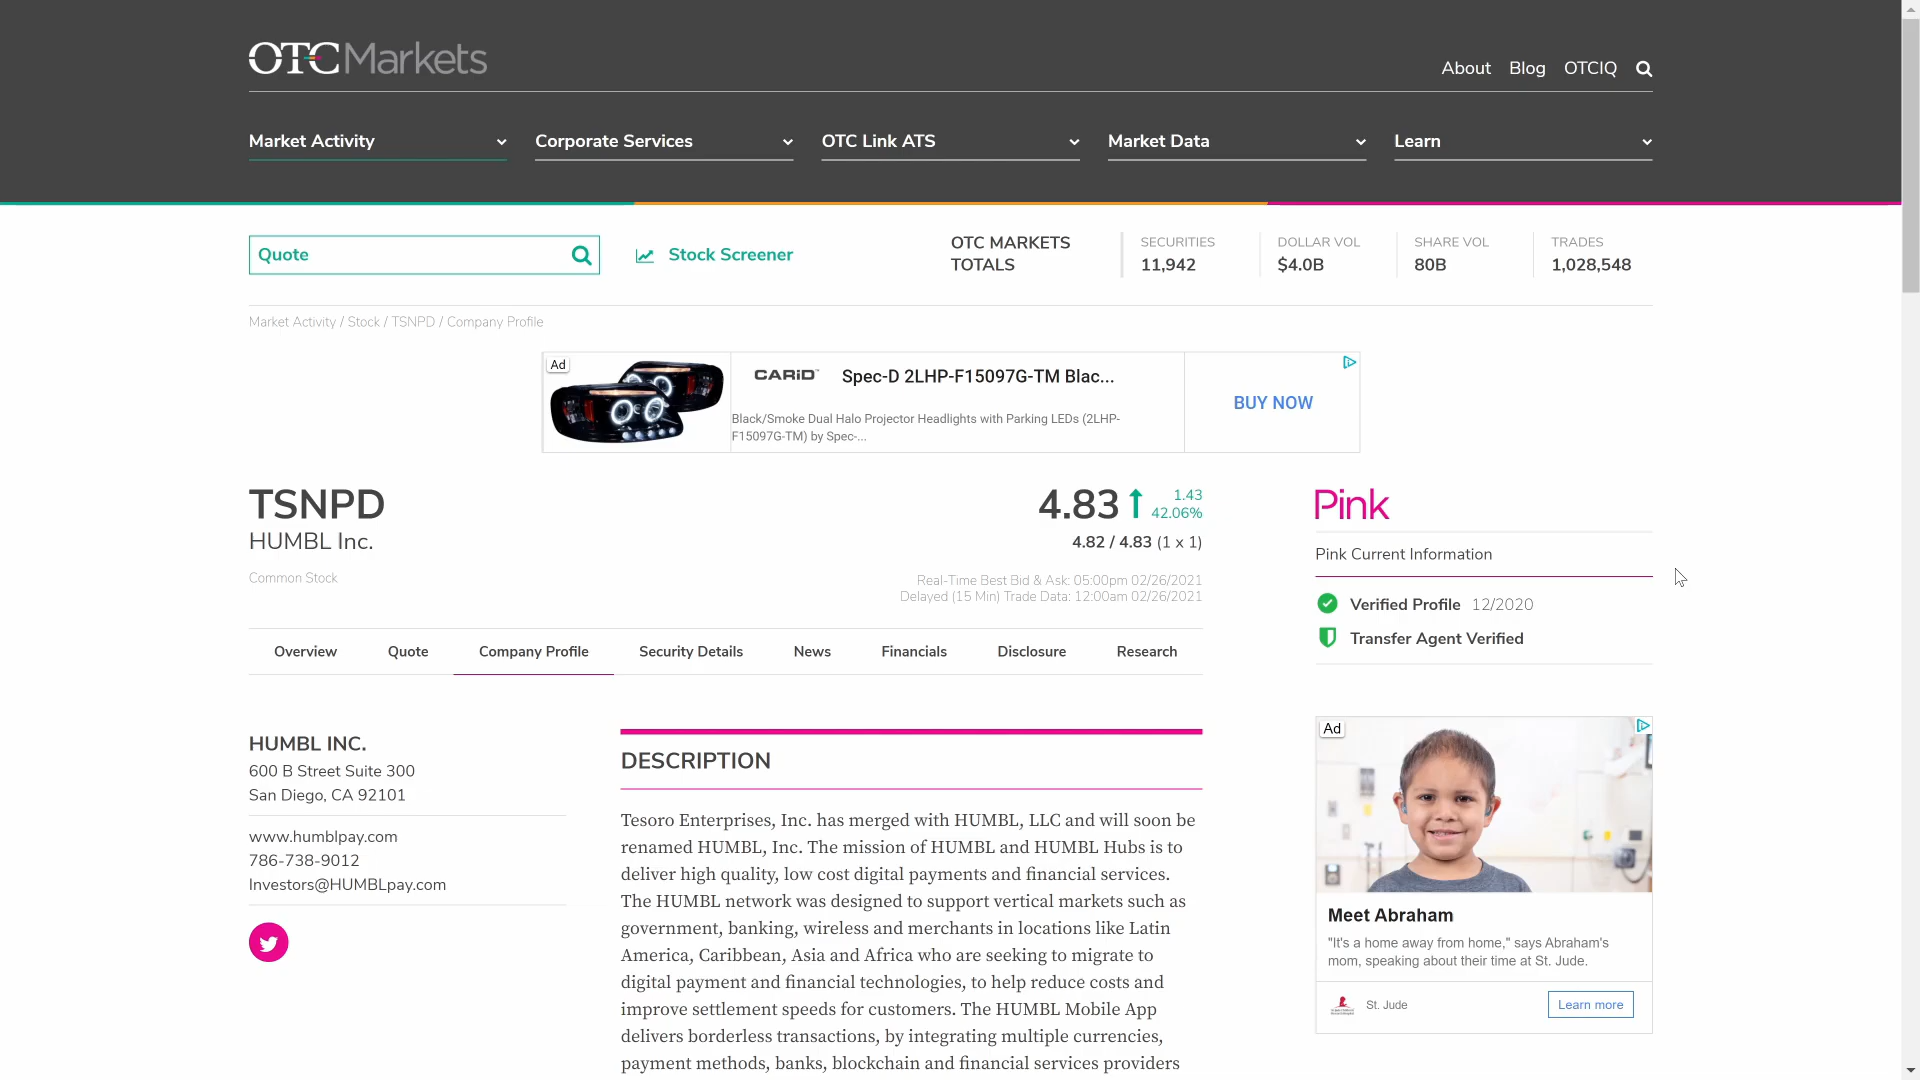 OTCMarkets
About Blog OTCIQ
Market Activity
Corporate Services
OTC Link ATS
Market Data
Learn
Quote
Stock Screener
OTC MARKETS
TOTALS
SECURITIES
11,942
DOLLAR VOL
$4.0B
SHARE VOL
80B
TRADES
1,028,548
Market Activity / Stock / TSNPD / Company Profile
Ad
CARiD
Spec-D 2LHP-F15097G-TM Blac...
Black/Smoke Dual Halo Projector Headlights with Parking LEDs (2LHP-
F15097G-TM) by Spec-...
BUY NOW
TSNPD
HUMBL Inc.
Common Stock
4.83
1.43
42.06%
4.82 / 4.83 (1 x 1)
Real-Time Best Bid & Ask: 05:00pm 02/26/2021
Delayed (15 Min) Trade Data: 12:00am 02/26/2021
Pink
Pink Current Information
Verified Profile 12/2020
Transfer Agent Verified
Overview
Quote
Company Profile
Security Details
News
Financials
Disclosure
Research
HUMBL INC.
600 B Street Suite 300
San Diego, CA 92101
www.humblpay.com
786-738-9012
Investors@HUMBLpay.com
DESCRIPTION
Tesoro Enterprises, Inc. has merged with HUMBL, LLC and will soon be
renamed HUMBL, Inc. The mission of HUMBL and HUMBL Hubs is to
deliver high quality, low cost digital payments and financial services.
The HUMBL network was designed to support vertical markets such as
government, banking, wireless and merchants in locations like Latin
America, Caribbean, Asia and Africa who are seeking to migrate to
digital payment and financial technologies, to help reduce costs and
improve settlement speeds for customers. The HUMBL Mobile App
delivers borderless transactions, by integrating multiple currencies,
payment methods, banks, blockchain and financial services providers
Ad
Meet Abraham
"It's a home away from home," says Abraham's
mom, speaking about their time at St. Jude.
St. Jude
Learn more